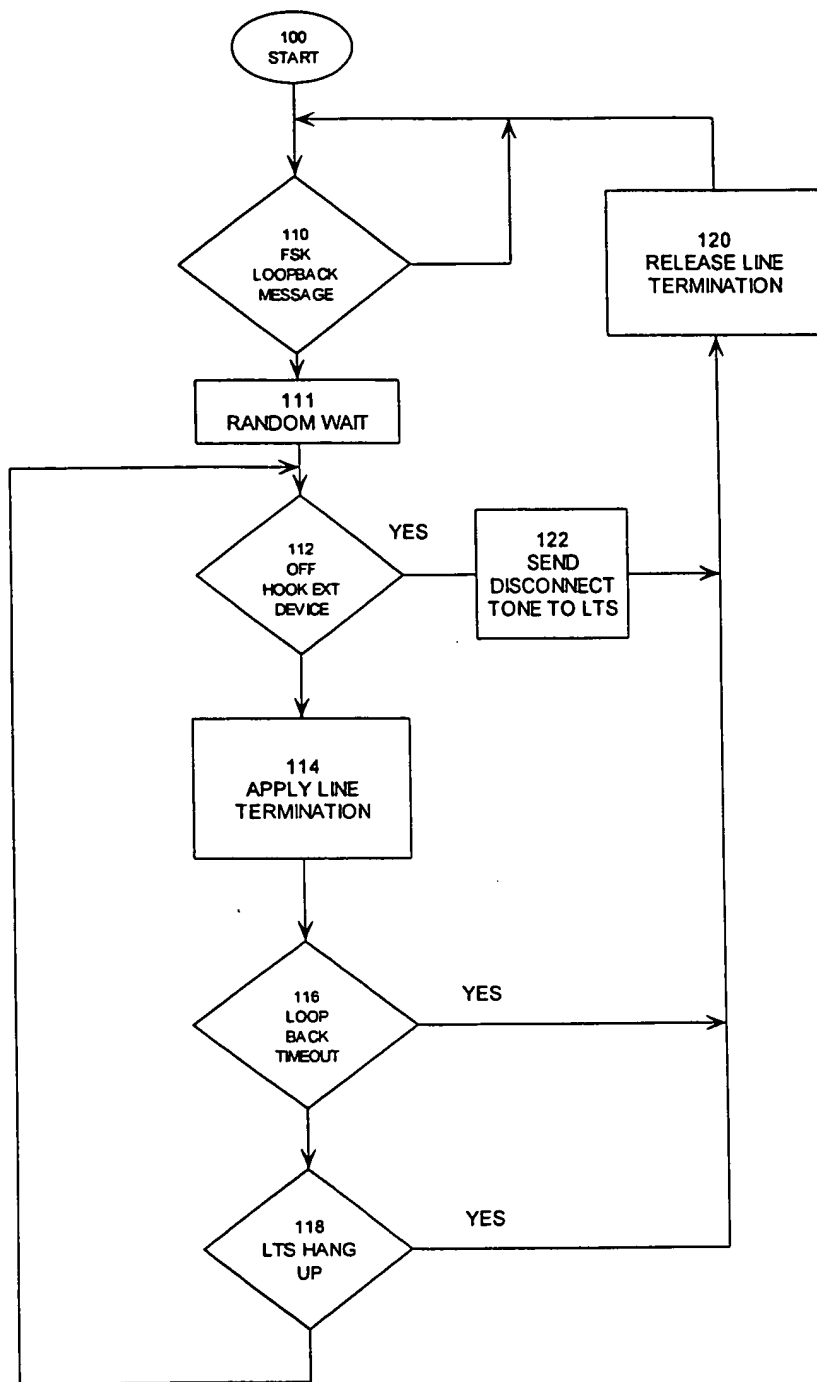 100
START
110
FSK
LOOPBACK
MESSAGE
120
RELEASE LINE
TERMINATION
111
RANDOM WAIT
112
OFF
HOOK EXT
DEVICE
YES
122
SEND
DISCONNECT
TONE TO LTS
114
APPLY LINE
TERMINATION
116
LOOP
BACK
TIMEOUT
YES
118
LTS HANG
UP
YES